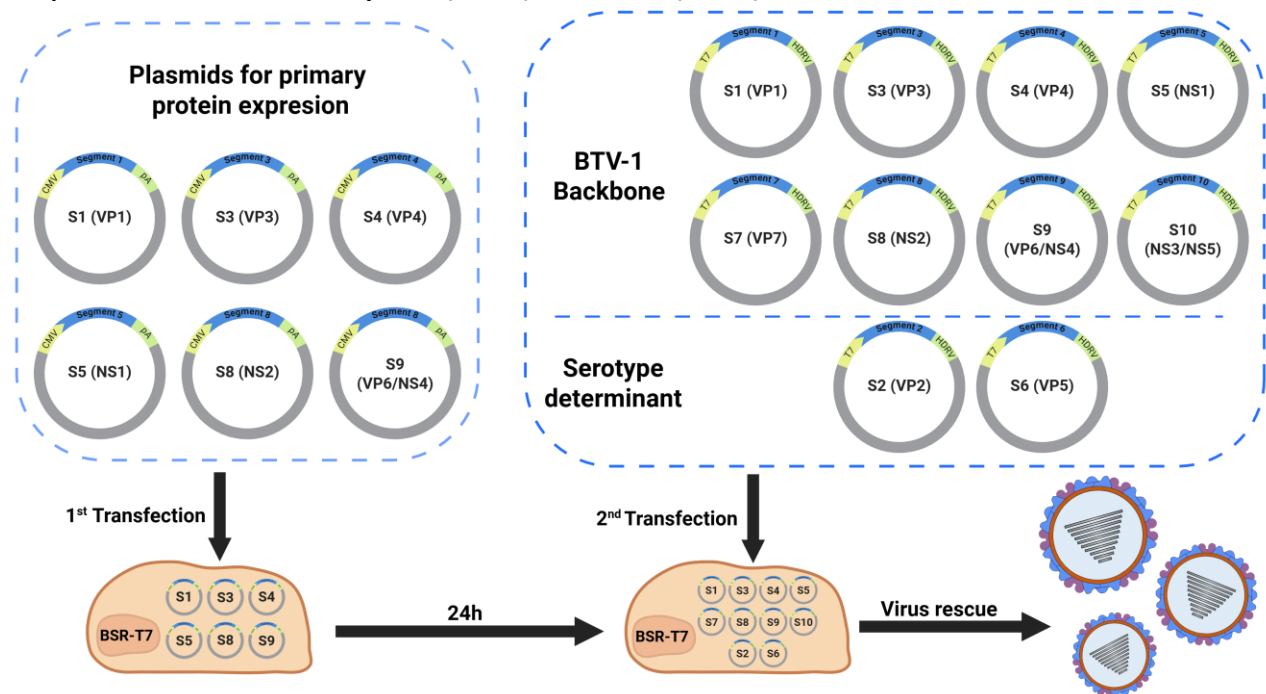 Plasmids for primary
protein expresion
CMV Segment 1 pA
S1 (VP1)
CMV Segment 3 pA
S3 (VP3)
CMV Segment 4 pA
S4 (VP4)
CMV Segment 5 pA
S5 (NS1)
CMV Segment 8 pA
S8 (NS2)
CMV Segment 8 pA
S9
(VP6/NS4)
BTV-1
Backbone
T7 Segment 1 HDRV
S1 (VP1)
T7 Segment 3 HDRV
S3 (VP3)
T7 Segment 4 HDRV
S4 (VP4)
T7 Segment 5 HDRV
S5 (NS1)
T7 Segment 7 HDRV
S7 (VP7)
T7 Segment 8 HDRV
S8 (NS2)
T7 Segment 9 HDRV
S9
(VP6/NS4)
T7 Segment 10 HDRV
S10
(NS3/NS5)
Serotype
determinant
T7 Segment 2 HDRV
S2 (VP2)
T7 Segment 6 HDRV
S6 (VP5)
1st Transfection
BSR-T7
S1 S3 S4
S5 S8 S9
24h
2nd Transfection
BSR-T7
S1 S3 S4 S5
S7 S8 S9 S10
S2 S6
Virus rescue